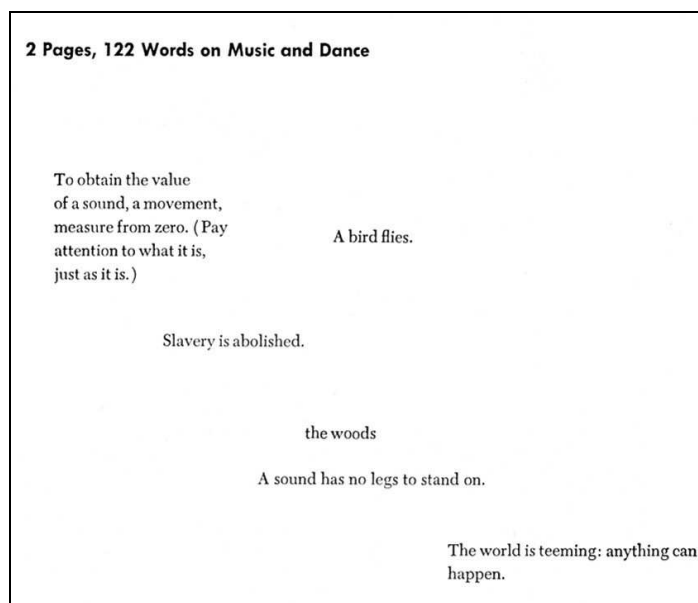 2 Pages, 122 Words on Music and Dance
To obtain the value
of a sound, a movement,
measure from zero. (Pay
attention to what it is,
just as it is.)
A bird flies.
Slavery is abolished.
the woods
A sound has no legs to stand on.
The world is teeming: anything can
happen.